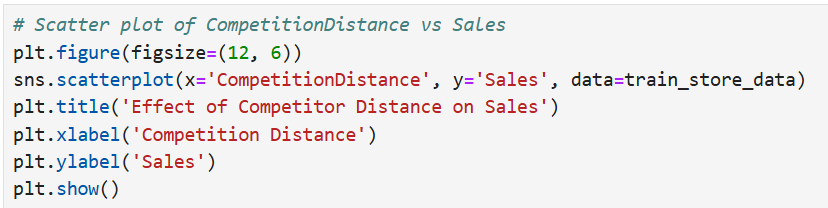 # Scatter plot of CompetitionDistance vs Sales
plt.figure(figsize=(12, 6))
sns.scatterplot(x='CompetitionDistance', y='Sales', data=train_store_data)
plt.title('Effect of Competitor Distance on Sales')
plt.xlabel('Competition Distance')
plt.ylabel('Sales')
plt.show()